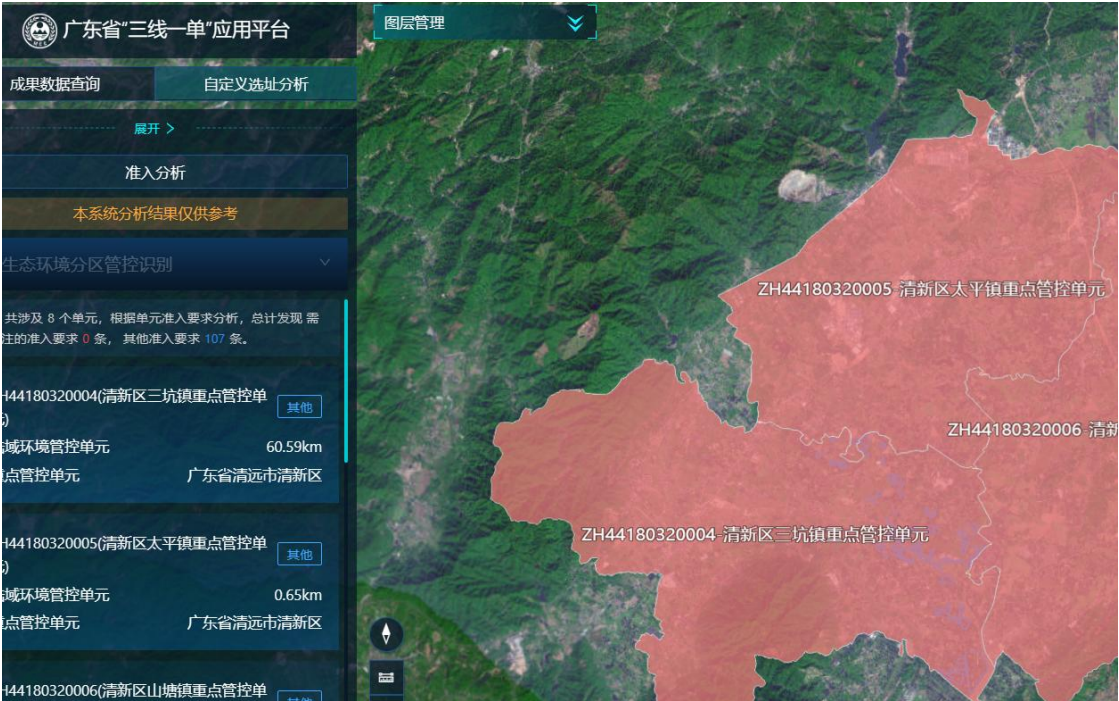 广东省“三线一单”应用平台
成果数据查询
自定义选址分析
展开 >
准入分析
本系统分析结果仅供参考
生态环境分区管控识别
共涉及 8 个单元，根据单元准入要求分析，总计发现 需
注的准入要求 0 条， 其他准入要求 107 条。
H44180320004(清新区三坑镇重点管控单
元)
其他
域环境管控单元
60.59km
点管控单元
广东省清远市清新区
H44180320005(清新区太平镇重点管控单
元)
其他
域环境管控单元
0.65km
点管控单元
广东省清远市清新区
H44180320006(清新区山塘镇重点管控单
其他
图层管理
ZH44180320005-清新区太平镇重点管控单元
ZH44180320006-清新
ZH44180320004-清新区三坑镇重点管控单元